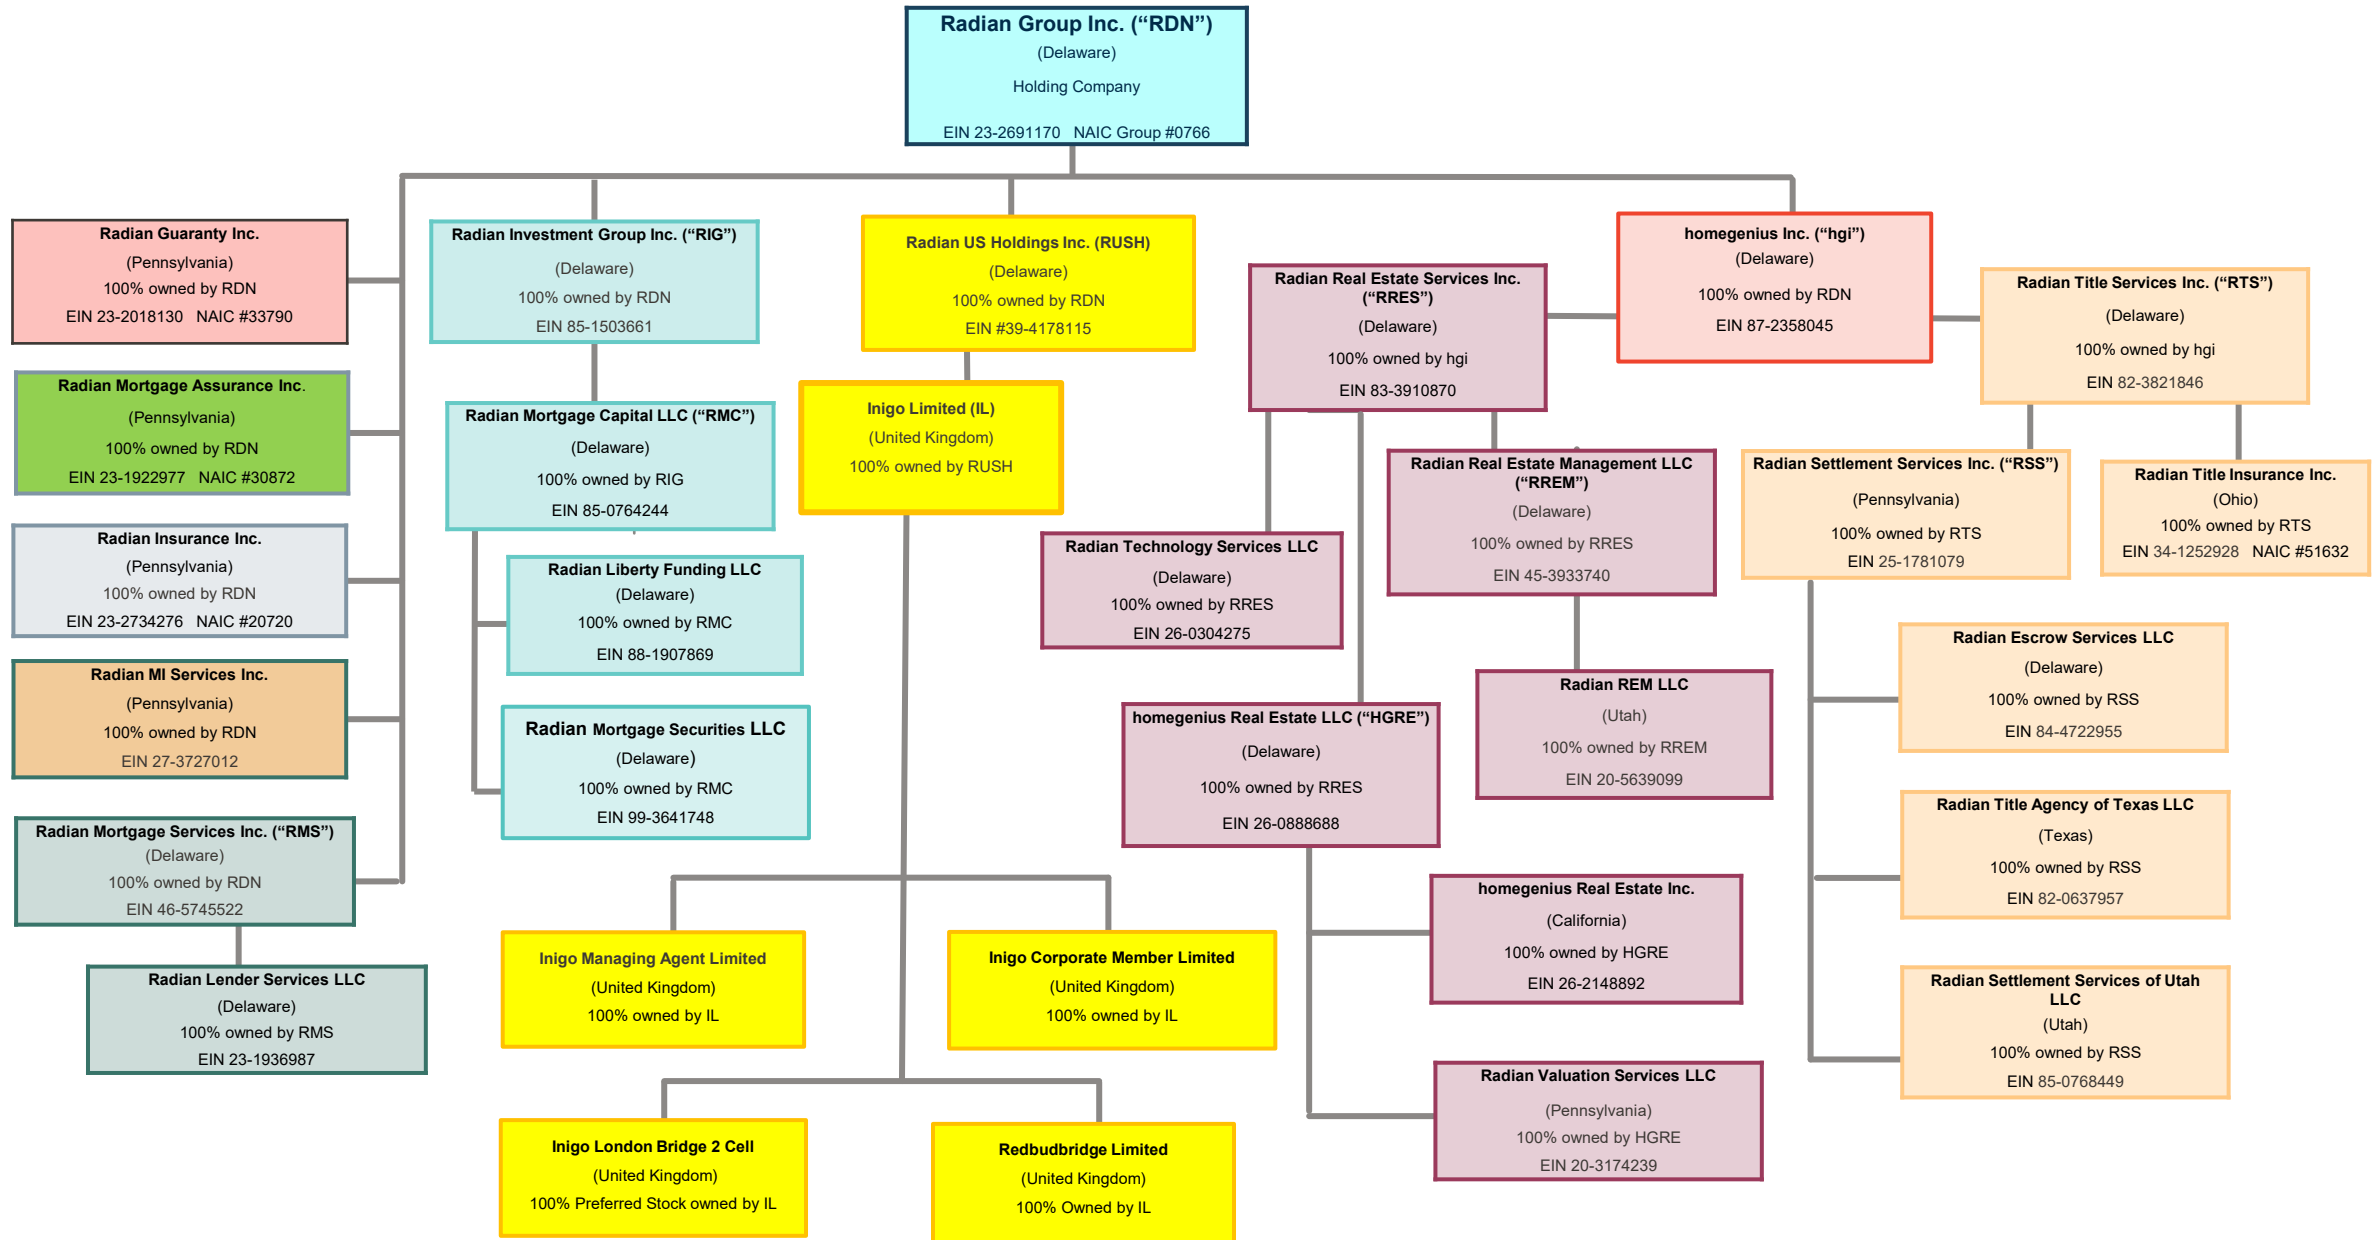 Radian Group Inc. (“RDN”)
(Delaware)
Holding Company
EIN 23-2691170 NAIC Group #0766
Radian Guaranty Inc.
(Pennsylvania)
100% owned by RDN
EIN 23-2018130 NAIC #33790
Radian Mortgage Assurance Inc.
(Pennsylvania)
100% owned by RDN
EIN 23-1922977 NAIC #30872
Radian Insurance Inc.
(Pennsylvania)
100% owned by RDN
EIN 23-2734276 NAIC #20720
Radian MI Services Inc.
(Pennsylvania)
100% owned by RDN
EIN 27-3727012
Radian Mortgage Services Inc. (“RMS”)
(Delaware)
100% owned by RDN
EIN 46-5745522
Radian Lender Services LLC
(Delaware)
100% owned by RMS
EIN 23-1936987
Radian Investment Group Inc. (“RIG”)
(Delaware)
100% owned by RDN
EIN 85-1503661
Radian Mortgage Capital LLC (“RMC”)
(Delaware)
100% owned by RIG
EIN 85-0764244
Radian Liberty Funding LLC
(Delaware)
100% owned by RMC
EIN 88-1907869
Radian Mortgage Securities LLC
(Delaware)
100% owned by RMC
EIN 99-3641748
Radian US Holdings Inc. (RUSH)
(Delaware)
100% owned by RDN
EIN #39-4178115
Inigo Limited (IL)
(United Kingdom)
100% owned by RUSH
Inigo Managing Agent Limited
(United Kingdom)
100% owned by IL
Inigo Corporate Member Limited
(United Kingdom)
100% owned by IL
Inigo London Bridge 2 Cell
(United Kingdom)
100% Preferred Stock owned by IL
Redbudbridge Limited
(United Kingdom)
100% Owned by IL
homegenius Inc. (“hgi”)
(Delaware)
100% owned by RDN
EIN 87-2358045
Radian Real Estate Services Inc.
(“RRES”)
(Delaware)
100% owned by hgi
EIN 83-3910870
Radian Technology Services LLC
(Delaware)
100% owned by RRES
EIN 26-0304275
Radian Real Estate Management LLC
(“RREM”)
(Delaware)
100% owned by RRES
EIN 45-3933740
Radian REM LLC
(Utah)
100% owned by RREM
EIN 20-5639099
homegenius Real Estate LLC (“HGRE”)
(Delaware)
100% owned by RRES
EIN 26-0888688
homegenius Real Estate Inc.
(California)
100% owned by HGRE
EIN 26-2148892
Radian Valuation Services LLC
(Pennsylvania)
100% owned by HGRE
EIN 20-3174239
Radian Title Services Inc. (“RTS”)
(Delaware)
100% owned by hgi
EIN 82-3821846
Radian Settlement Services Inc. (“RSS”)
(Pennsylvania)
100% owned by RTS
EIN 25-1781079
Radian Title Insurance Inc.
(Ohio)
100% owned by RTS
EIN 34-1252928 NAIC #51632
Radian Escrow Services LLC
(Delaware)
100% owned by RSS
EIN 84-4722955
Radian Title Agency of Texas LLC
(Texas)
100% owned by RSS
EIN 82-0637957
Radian Settlement Services of Utah
LLC
(Utah)
100% owned by RSS
EIN 85-0768449